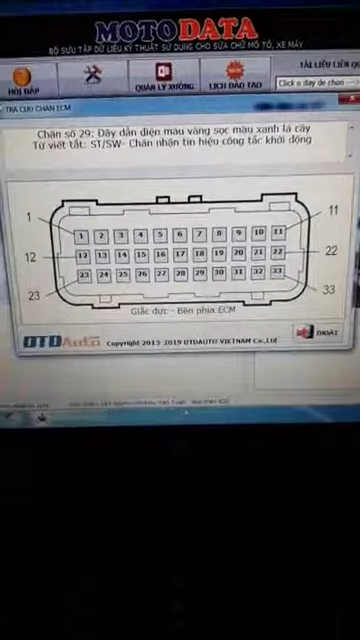 MOTODATA
BỘ SƯU TẬP DỮ LIỆU KỸ THUẬT SỬ DỤNG CHO SỬA CHỮA MÔ TÔ, XE MÁY
TÀI LIỆU LIÊN
HỎI ĐÁP
QUẢN LÝ XƯỞNG
LỊCH ĐÀO TẠO
Click o day de chon
TRA CỨU CHÂN ECM
Chân số 29: Dây dẫn điện màu vàng sọc màu xanh lá cây
Từ viết tắt: ST/SW- Chân nhận tín hiệu công tắc khởi động
1 11
1 2 3 4 5 6 7 8 9 10 11
12 22
12 13 14 15 16 17 18 19 20 21 22
23 24 25 26 27 28 29 30 31 32 33
23 33
Giắc đực - Bên phía ECM
OTOAuto Copyright 2013-2019 OTOAUTO VIETNAM Co.,Ltd
THOÁT